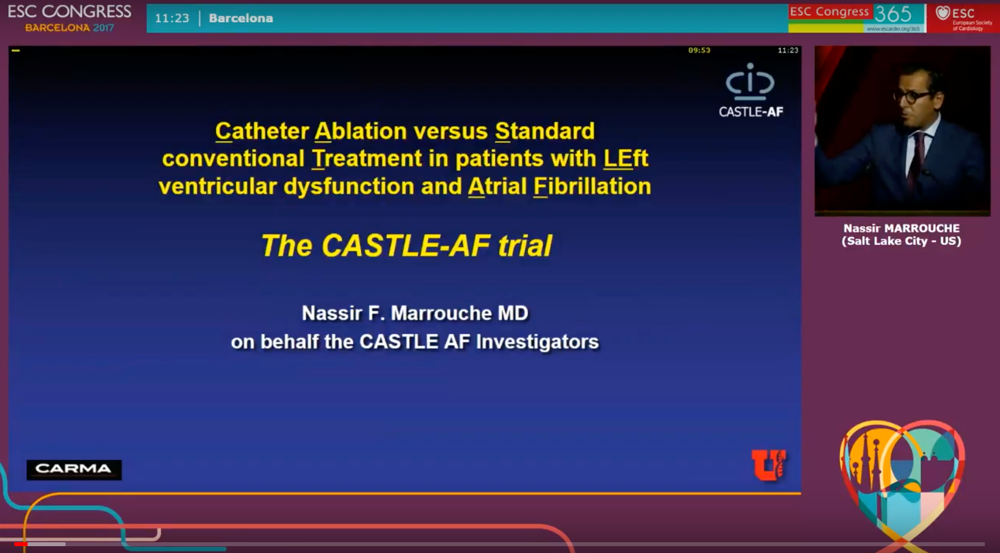 ESC CONGRESS
BARCELONA 2017
11:23 | Barcelona
ESC Congress 365
www.escardio.org/365
ESC
European Society
of Cardiology
09:53
11:23
CASTLE-AF
Catheter Ablation versus Standard
conventional Treatment in patients with LEft
ventricular dysfunction and Atrial Fibrillation
The CASTLE-AF trial
Nassir F. Marrouche MD
on behalf the CASTLE AF Investigators
CARMA
U
Nassir MARROUCHE
(Salt Lake City - US)